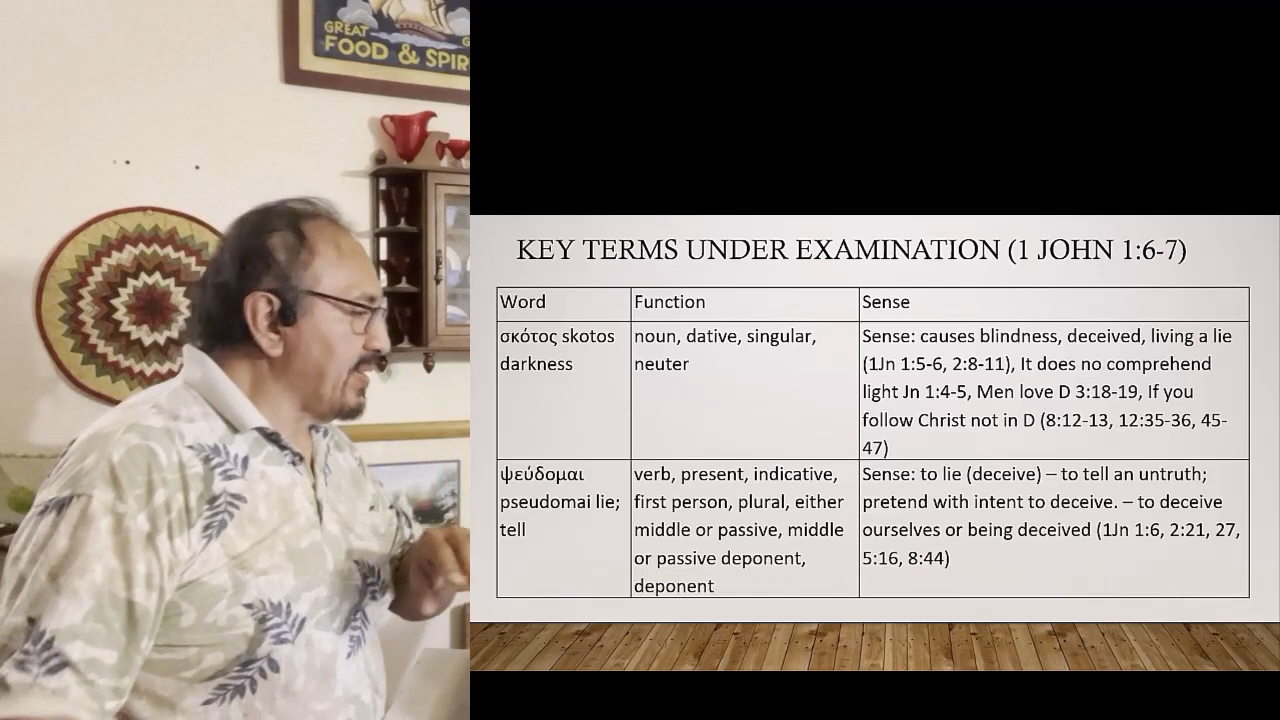 GREAT
FOOD & SPIR
KEY TERMS UNDER EXAMINATION (1 JOHN 1:6-7)
Word
Function
Sense
σκότος skotos
darkness
noun, dative, singular,
neuter
Sense: causes blindness, deceived, living a lie
(1Jn 1:5-6, 2:8-11), It does no comprehend
light Jn 1:4-5, Men love D 3:18-19, If you
follow Christ not in D (8:12-13, 12:35-36, 45-
47)
ψεύδομαι
pseudomai lie;
tell
verb, present, indicative,
first person, plural, either
middle or passive, middle
or passive deponent,
deponent
Sense: to lie (deceive) – to tell an untruth;
pretend with intent to deceive. – to deceive
ourselves or being deceived (1Jn 1:6, 2:21, 27,
5:16, 8:44)